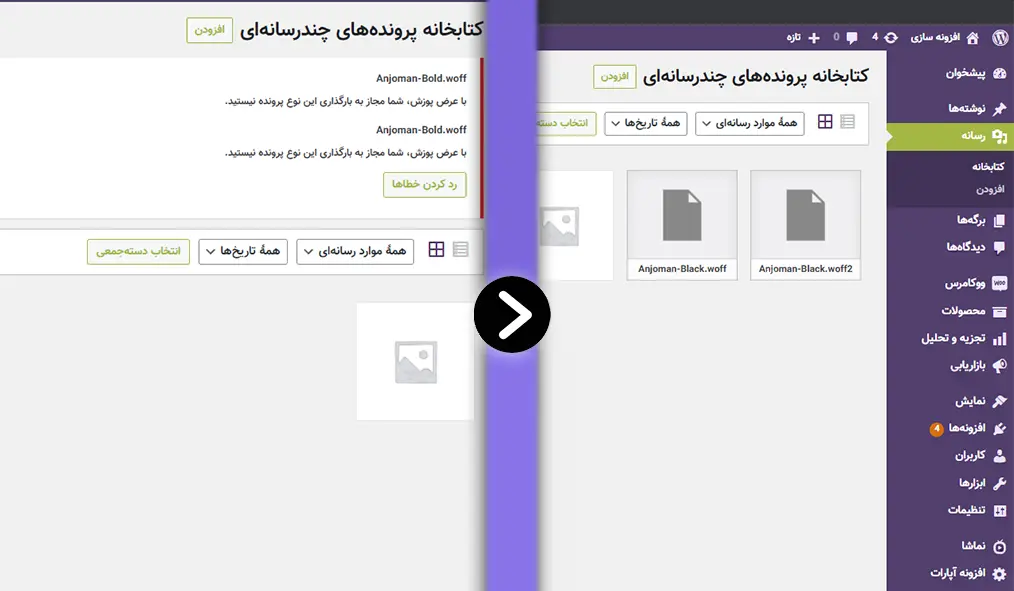 افزونه سازی
4
0
تازه
پیشخوان
نوشته‌ها
رسانه
کتابخانه
افزودن
برگه‌ها
دیدگاه‌ها
ووکامرس
محصولات
تجزیه و تحلیل
بازاریابی
نمایش
افزونه‌ها 4
کاربران
ابزارها
تنظیمات
نماشا
افزونه آپارات
کتابخانه پرونده‌های چندرسانه‌ای افزودن
همهٔ موارد رسانه‌ای
همهٔ تاریخ‌ها
انتخاب دسته
Anjoman-Black.woff2
Anjoman-Black.woff
کتابخانه پرونده‌های چندرسانه‌ای افزودن
Anjoman-Bold.woff
با عرض پوزش، شما مجاز به بارگذاری این نوع پرونده نیستید.
Anjoman-Bold.woff
با عرض پوزش، شما مجاز به بارگذاری این نوع پرونده نیستید.
رد کردن خطاها
همهٔ موارد رسانه‌ای
همهٔ تاریخ‌ها
انتخاب دسته‌جمعی